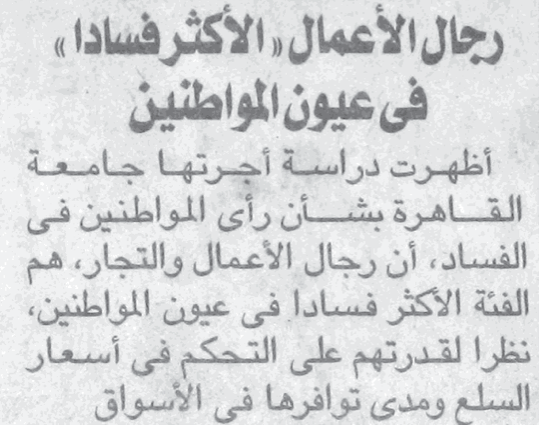 رجال الأعمال «الأكثر فسادا»
فى عيون المواطنين
أظهرت دراسة أجرتها جامعة
القاهرة بشأن رأى المواطنين فى
الفساد، أن رجال الأعمال والتجار، هم
الفئة الأكثر فسادا فى عيون المواطنين،
نظرا لقدرتهم على التحكم فى أسعار
السلع ومدى توافرها فى الأسواق